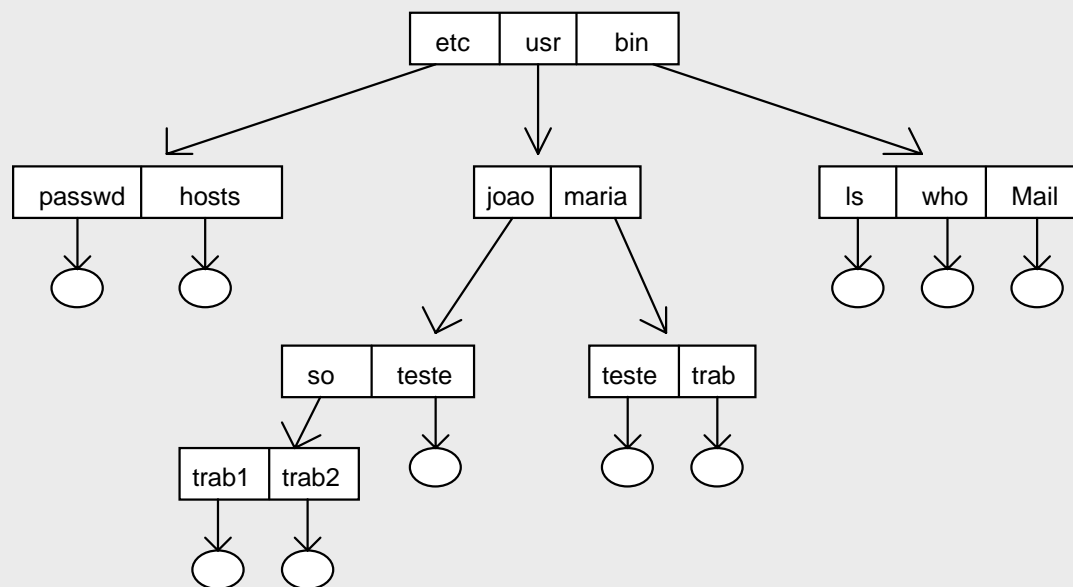 etc usr bin
passwd hosts joao maria ls who Mail
so teste teste trab
trab1 trab2